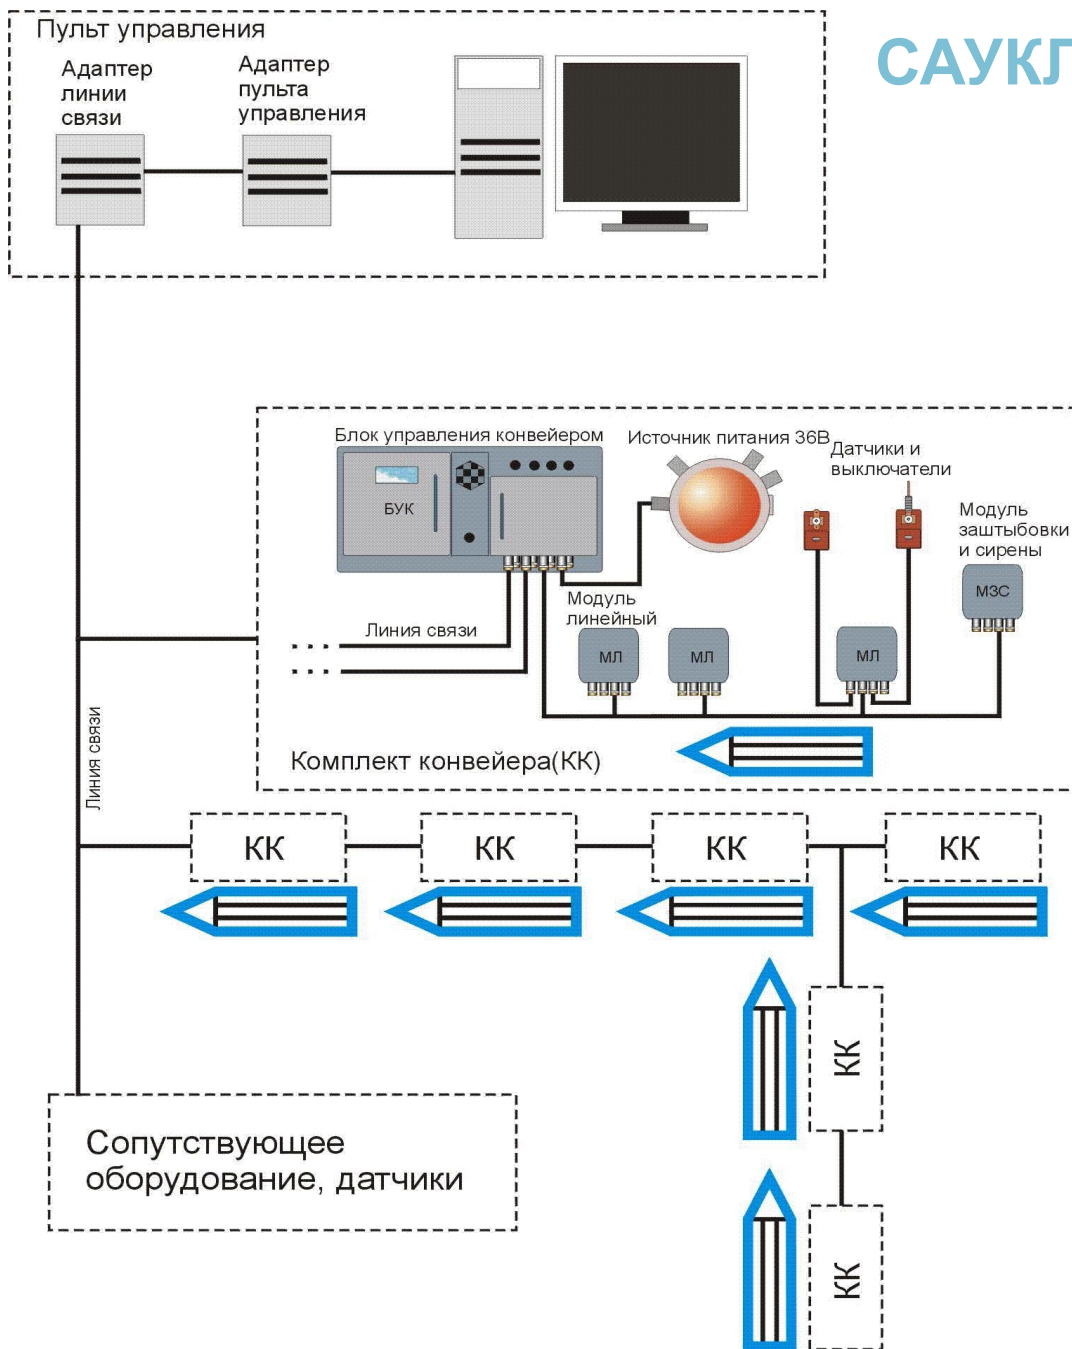 Пульт управления
САУКЛ
Адаптер
линии
связи
Адаптер
пульта
управления
Блок управления конвейером
Источник питания 36В
Датчики и
выключатели
БУК
Модуль
заштыбовки
и сирены
МЗС
Модуль
линейный
Линия связи
МЛ
МЛ
МЛ
Линия связи
Комплект конвейера(КК)
КК
КК
КК
КК
КК
КК
Сопутствующее
оборудование, датчики